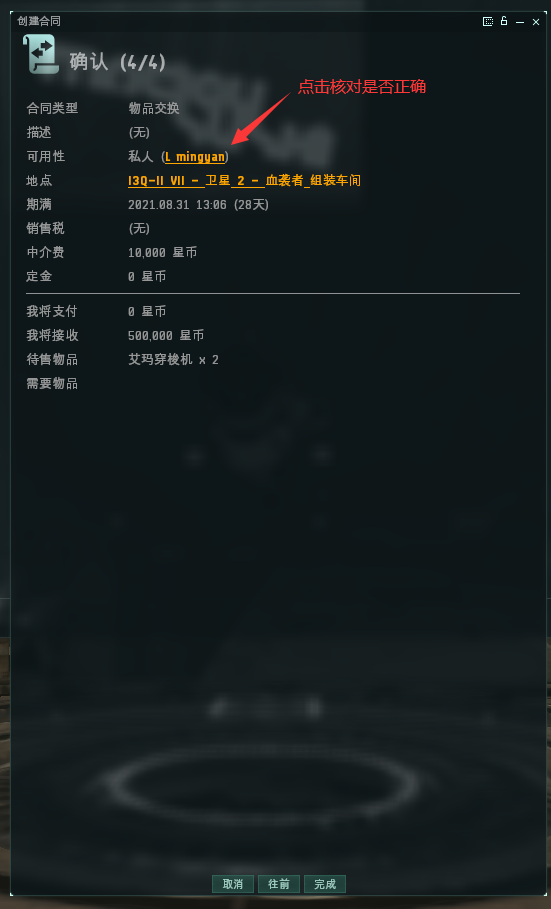 创建合同
确认 (4/4)
点击核对是否正确
合同类型 物品交换
描述 (无)
可用性 私人 (L mingyan)
地点 I3Q-II VII - 卫星 2 - 血袭者 组装车间
期满 2021.08.31 13:06 (28天)
销售税 (无)
中介费 10,000 星币
定金 0 星币
我将支付 0 星币
我将接收 500,000 星币
待售物品 艾玛穿梭机 x 2
需要物品
取消 往前 完成